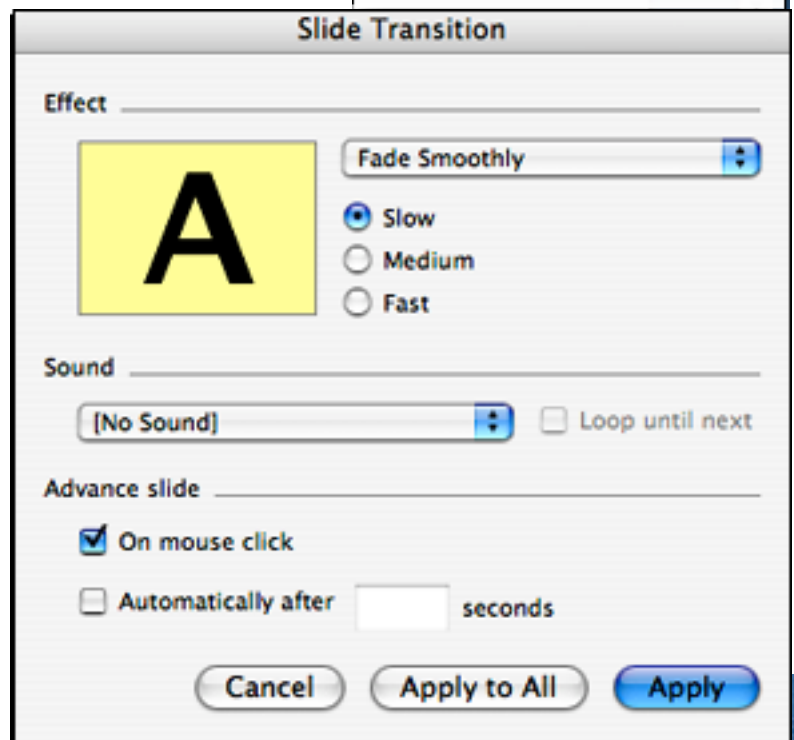 Slide Transition
Effect
A
Fade Smoothly
Slow
Medium
Fast
Sound
[No Sound]
Loop until next
Advance slide
On mouse click
Automatically after seconds
Cancel Apply to All Apply